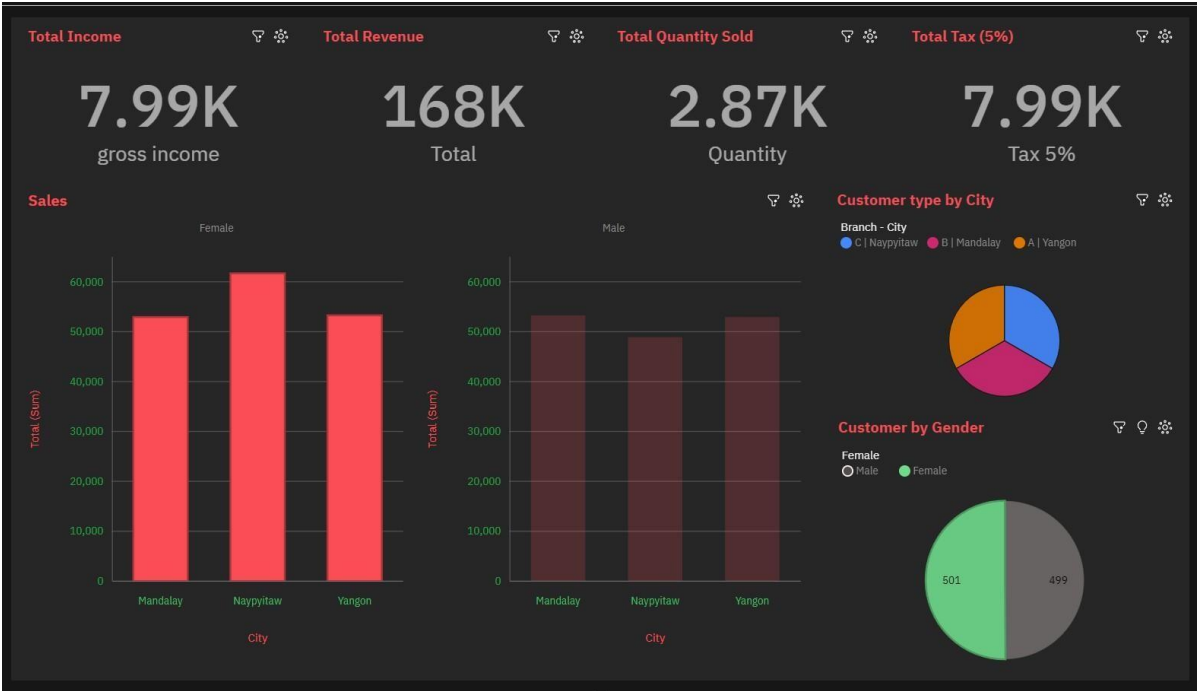 Total Income
7.99K
gross income
Total Revenue
168K
Total
Total Quantity Sold
2.87K
Quantity
Total Tax (5%)
7.99K
Tax 5%
Sales
Female
Total (Sum)
60,000
50,000
40,000
30,000
20,000
10,000
0
Mandalay Naypyitaw Yangon
City
Male
Total (Sum)
60,000
50,000
40,000
30,000
20,000
10,000
0
Mandalay Naypyitaw Yangon
City
Customer type by City
Branch - City
C | Naypyitaw B | Mandalay A | Yangon
Customer by Gender
Female
Male Female
501 499